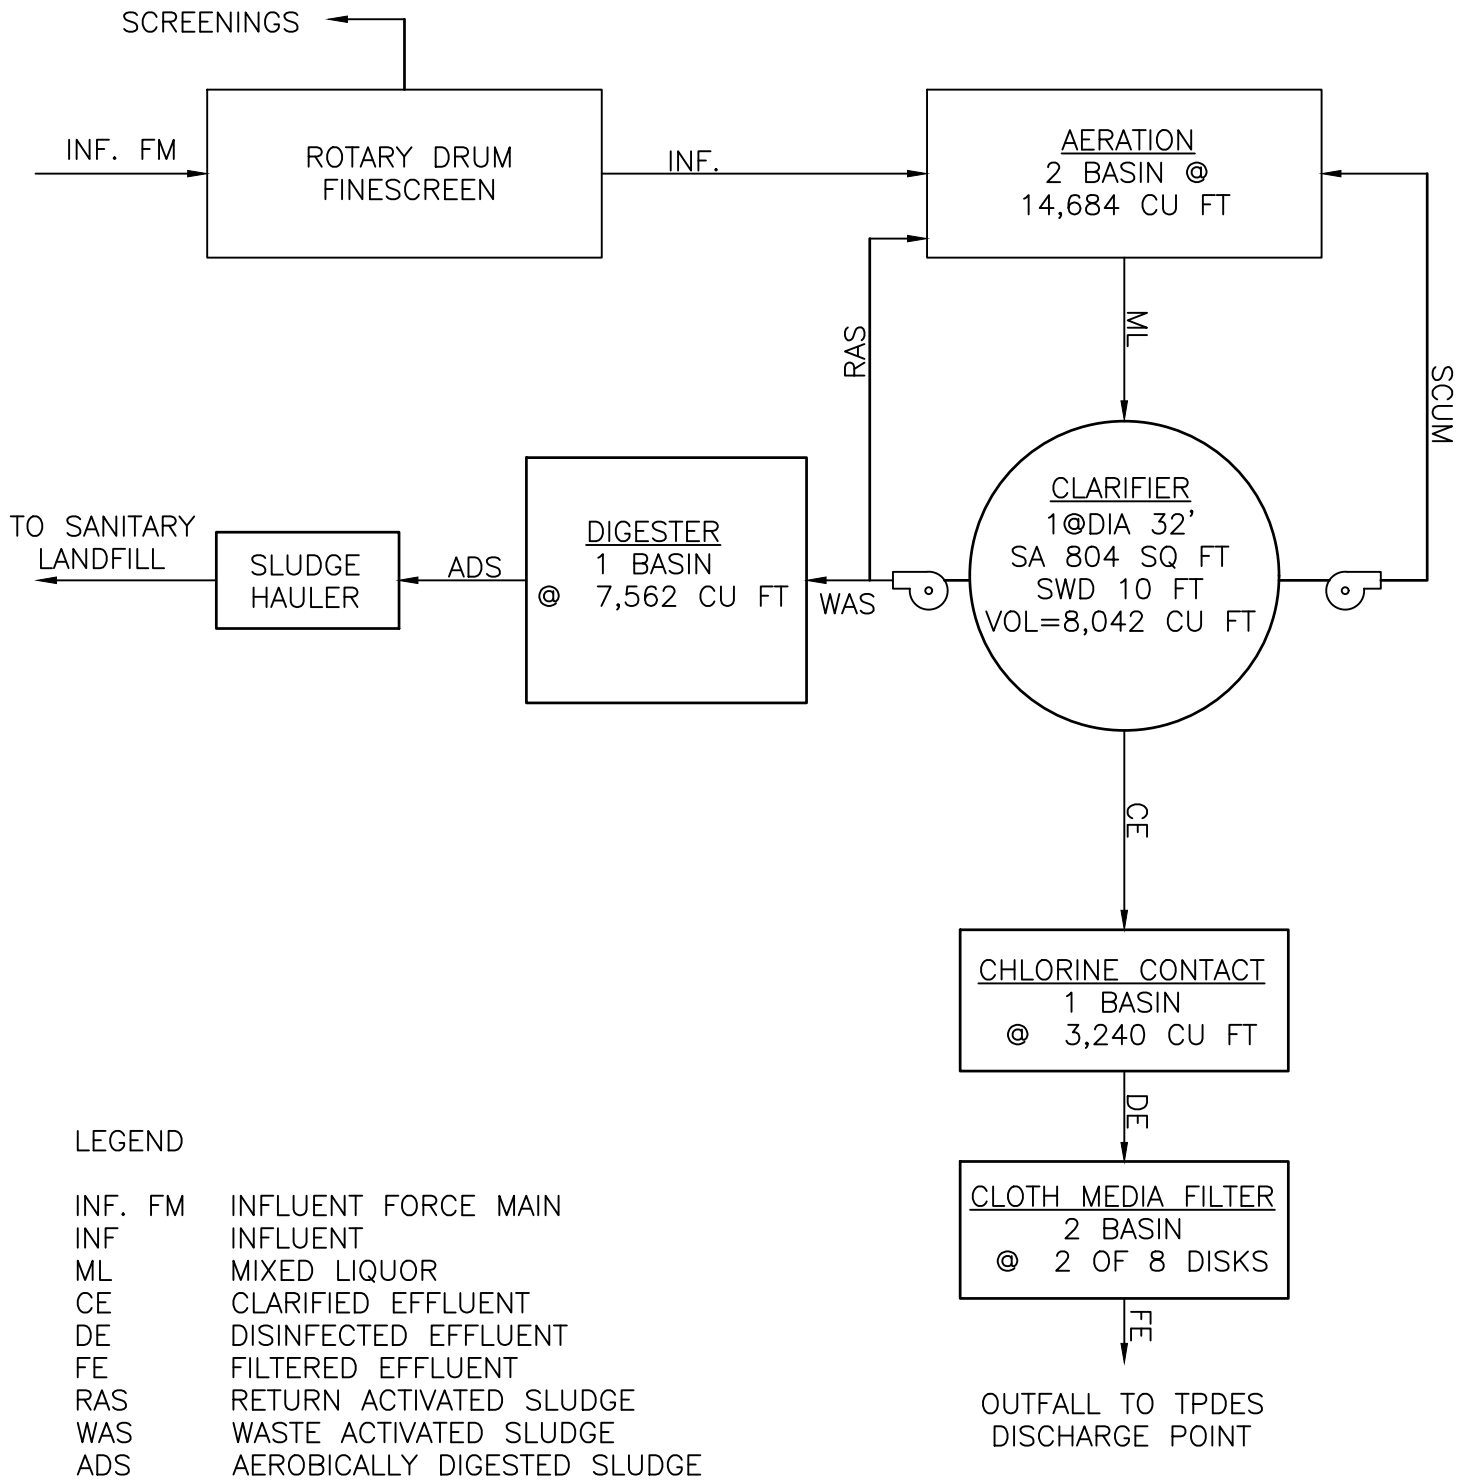 SCREENINGS
INF. FM
ROTARY DRUM
FINESCREEN
INF.
AERATION
2 BASIN @
14,684 CU FT
RAS
ML
SCUM
CLARIFIER
1@DIA 32'
SA 804 SQ FT
SWD 10 FT
VOL=8,042 CU FT
WAS
DIGESTER
1 BASIN
@ 7,562 CU FT
ADS
SLUDGE
HAULER
TO SANITARY
LANDFILL
CE
CHLORINE CONTACT
1 BASIN
@ 3,240 CU FT
DE
CLOTH MEDIA FILTER
2 BASIN
@ 2 OF 8 DISKS
FE
OUTFALL TO TPDES
DISCHARGE POINT
LEGEND
INF. FM INFLUENT FORCE MAIN
INF INFLUENT
ML MIXED LIQUOR
CE CLARIFIED EFFLUENT
DE DISINFECTED EFFLUENT
FE FILTERED EFFLUENT
RAS RETURN ACTIVATED SLUDGE
WAS WASTE ACTIVATED SLUDGE
ADS AEROBICALLY DIGESTED SLUDGE